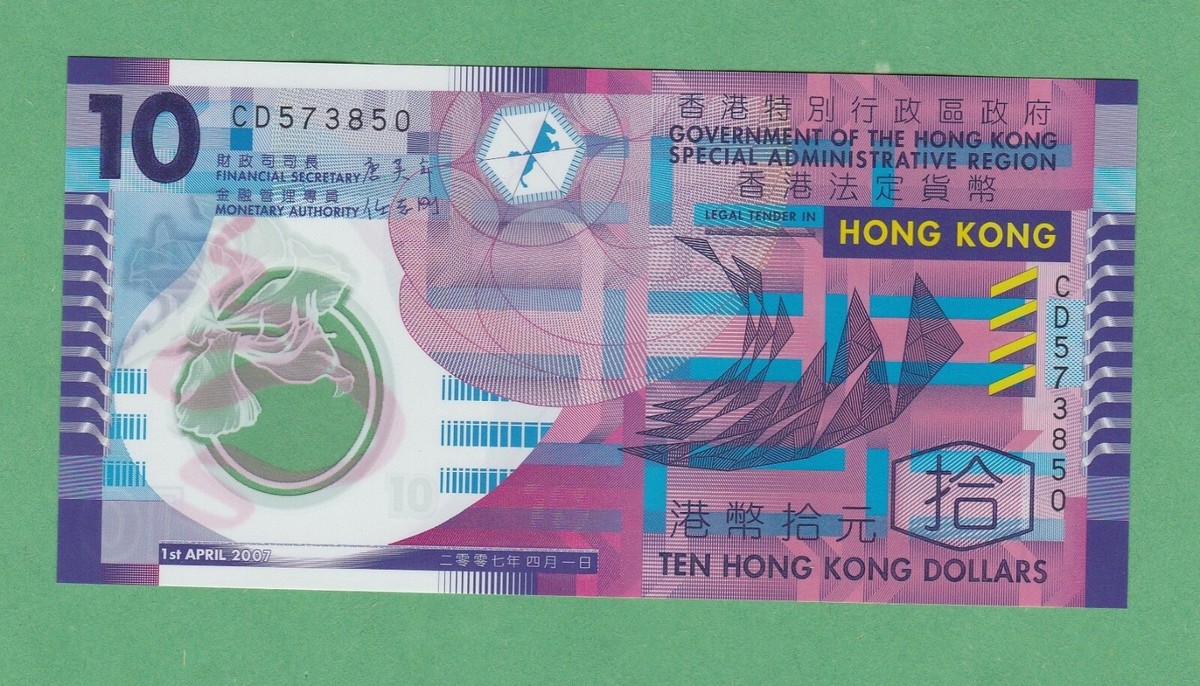 10
CD573850
財政司司長
FINANCIAL SECRETARY
金融管理專員
MONETARY AUTHORITY
香港特別行政區政府
GOVERNMENT OF THE HONG KONG
SPECIAL ADMINISTRATIVE REGION
香港法定貨幣
LEGAL TENDER IN
HONG KONG
CD573850
10
拾
港幣拾元
TEN HONG KONG DOLLARS
1st APRIL 2007
二零零七年四月一日